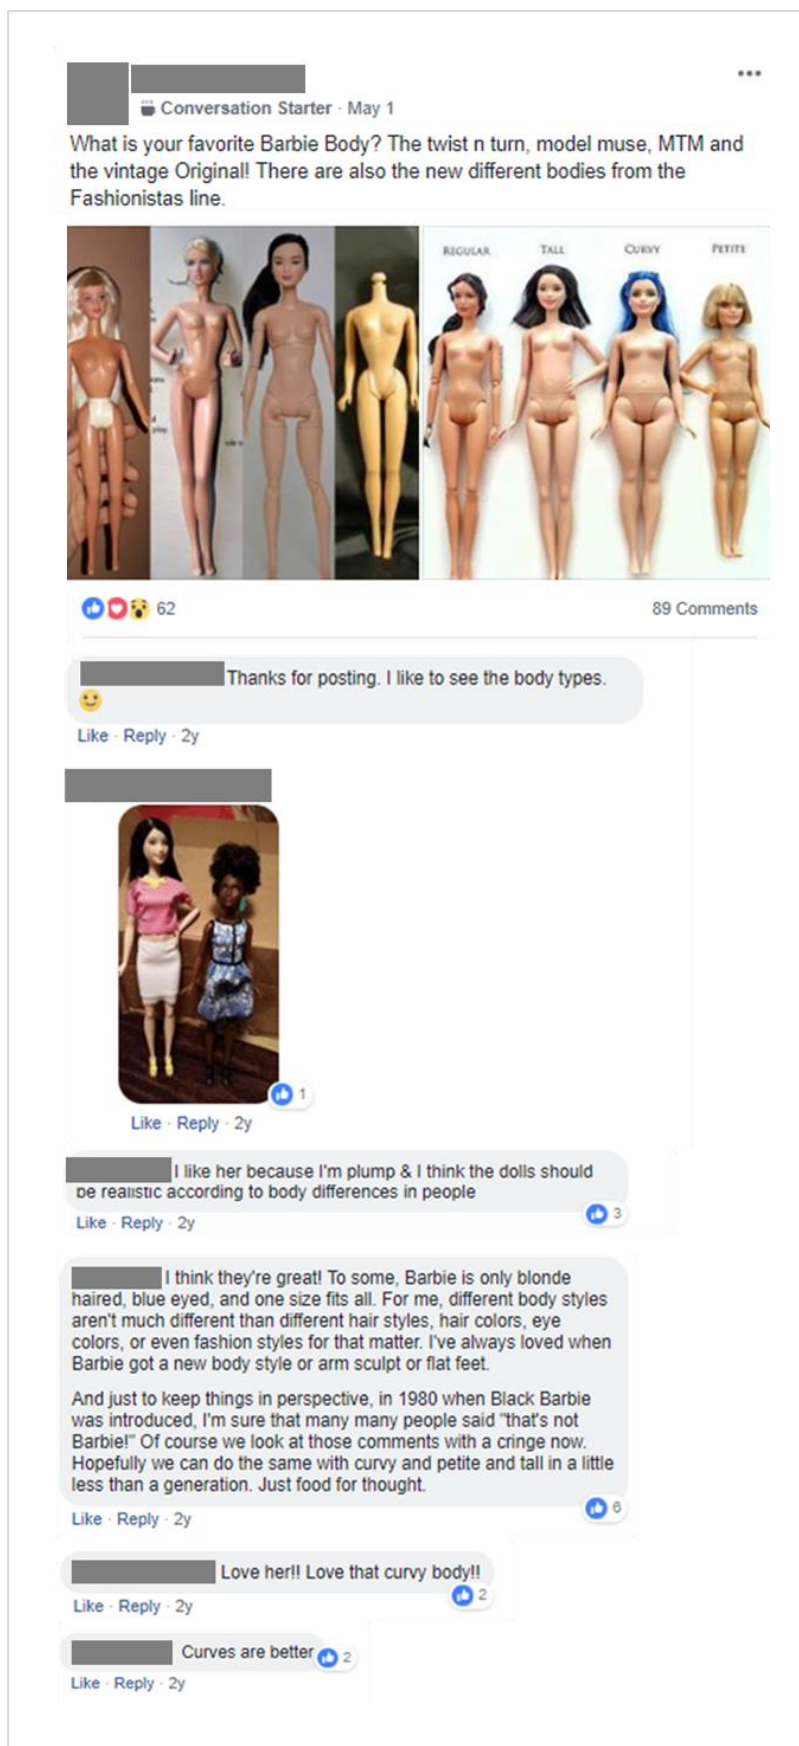 Conversation Starter · May 1
What is your favorite Barbie Body? The twist n turn, model muse, MTM and
the vintage Original! There are also the new different bodies from the
Fashionistas line.
REGULAR TALL CURVY PETITE
62 89 Comments
Thanks for posting. I like to see the body types.
Like · Reply · 2y
1
Like · Reply · 2y
I like her because I'm plump & I think the dolls should
be realistic according to body differences in people
3
Like · Reply · 2y
I think they're great! To some, Barbie is only blonde
haired, blue eyed, and one size fits all. For me, different body styles
aren't much different than different hair styles, hair colors, eye
colors, or even fashion styles for that matter. I've always loved when
Barbie got a new body style or arm sculpt or flat feet.
And just to keep things in perspective, in 1980 when Black Barbie
was introduced, I'm sure that many many people said "that's not
Barbie!" Of course we look at those comments with a cringe now.
Hopefully we can do the same with curvy and petite and tall in a little
less than a generation. Just food for thought.
6
Like · Reply · 2y
Love her!! Love that curvy body!!
2
Like · Reply · 2y
Curves are better
2
Like · Reply · 2y